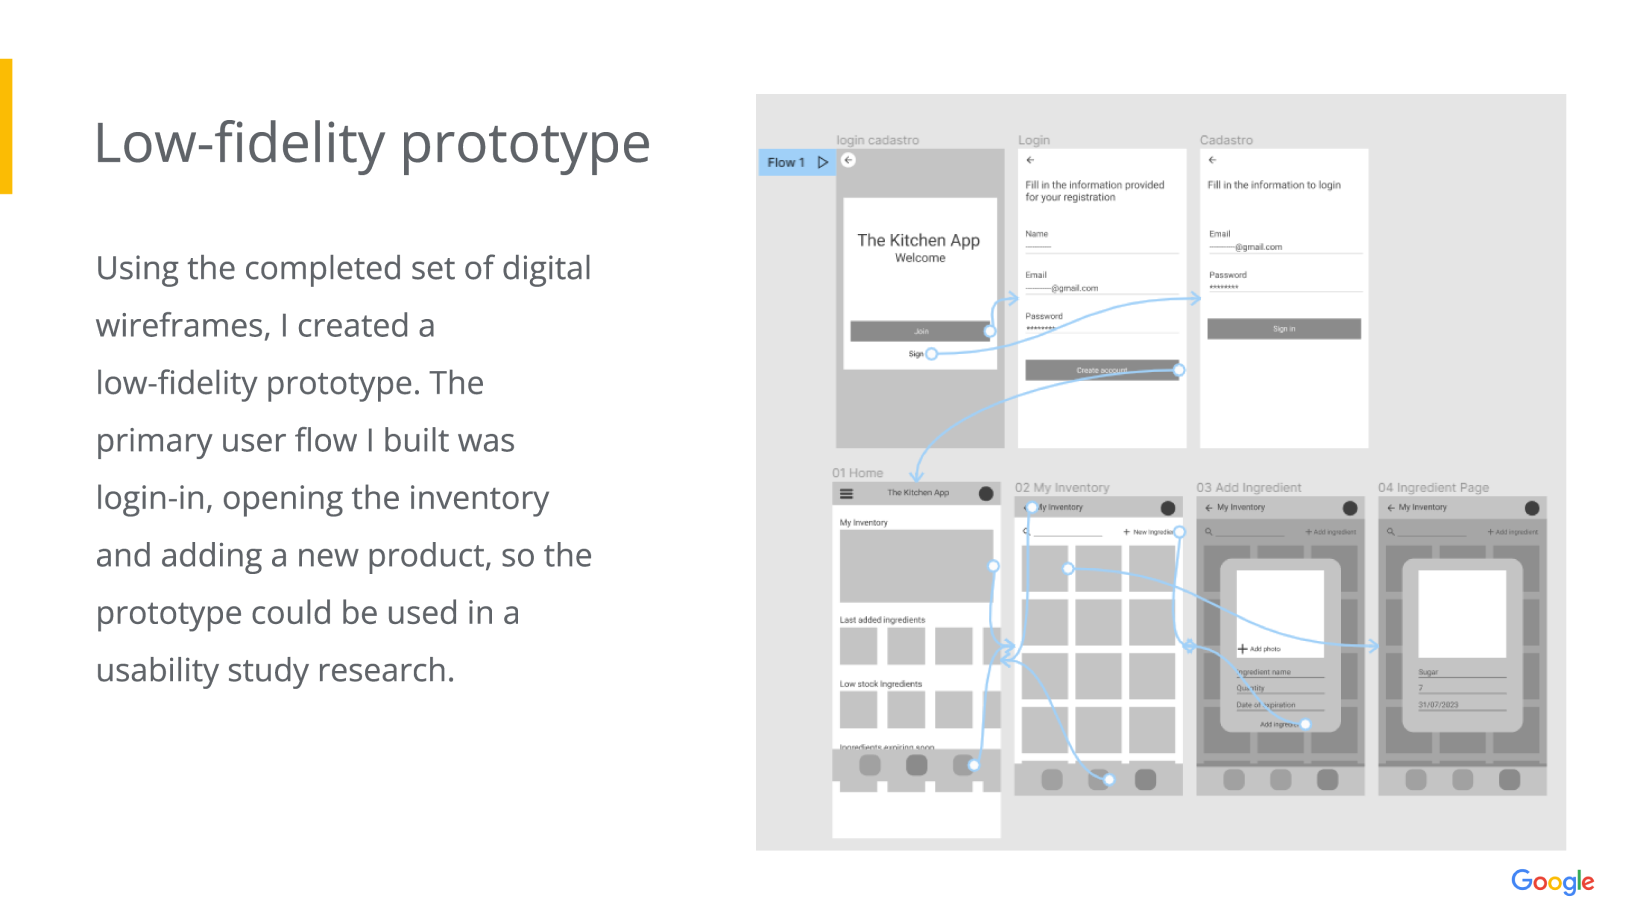 Low-fidelity prototype
Using the completed set of digital
wireframes, I created a
low-fidelity prototype. The
primary user flow I built was
login-in, opening the inventory
and adding a new product, so the
prototype could be used in a
usability study research.
Flow 1
login cadastro
The Kitchen App
Welcome
Join
Sign
Login
Fill in the information provided
for your registration
Name
Email
@gmail.com
Password
********
Create account
Cadastro
Fill in the information to login
Email
@gmail.com
Password
********
Sign in
01 Home
The Kitchen App
My Inventory
Last added ingredients
Low stock Ingredients
Ingredients expiring soon
02 My Inventory
My Inventory
+ New Ingredient
03 Add Ingredient
My Inventory
+ Add ingredient
+ Add photo
Ingredient name
Quantity
Date of expiration
Add ingredient
04 Ingredient Page
My Inventory
+ Add ingredient
Sugar
31/07/2023
Google